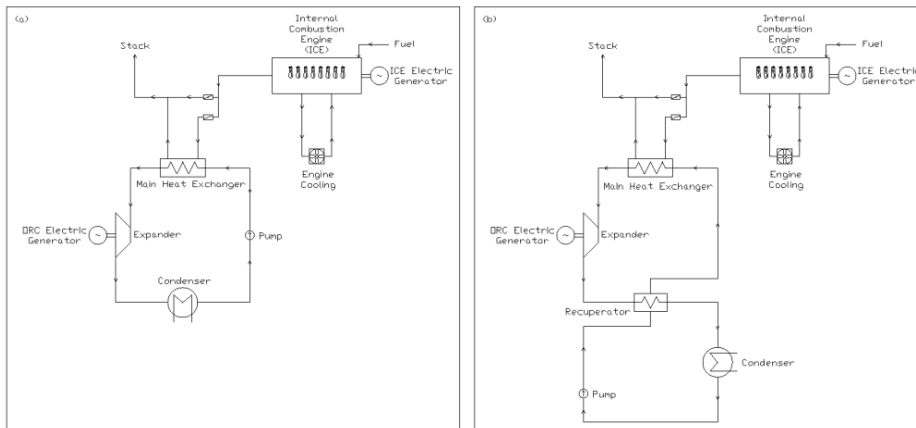 (a)
Internal
Combustion
Engine
(ICE)
Stack
Fuel
ICE Electric
Generator
Engine
Cooling
Main Heat Exchanger
ORC Electric
Generator
Expander
Pump
Condenser
(b)
Internal
Combustion
Engine
(ICE)
Stack
Fuel
ICE Electric
Generator
Engine
Cooling
Main Heat Exchanger
ORC Electric
Generator
Expander
Recuperator
Condenser
Pump